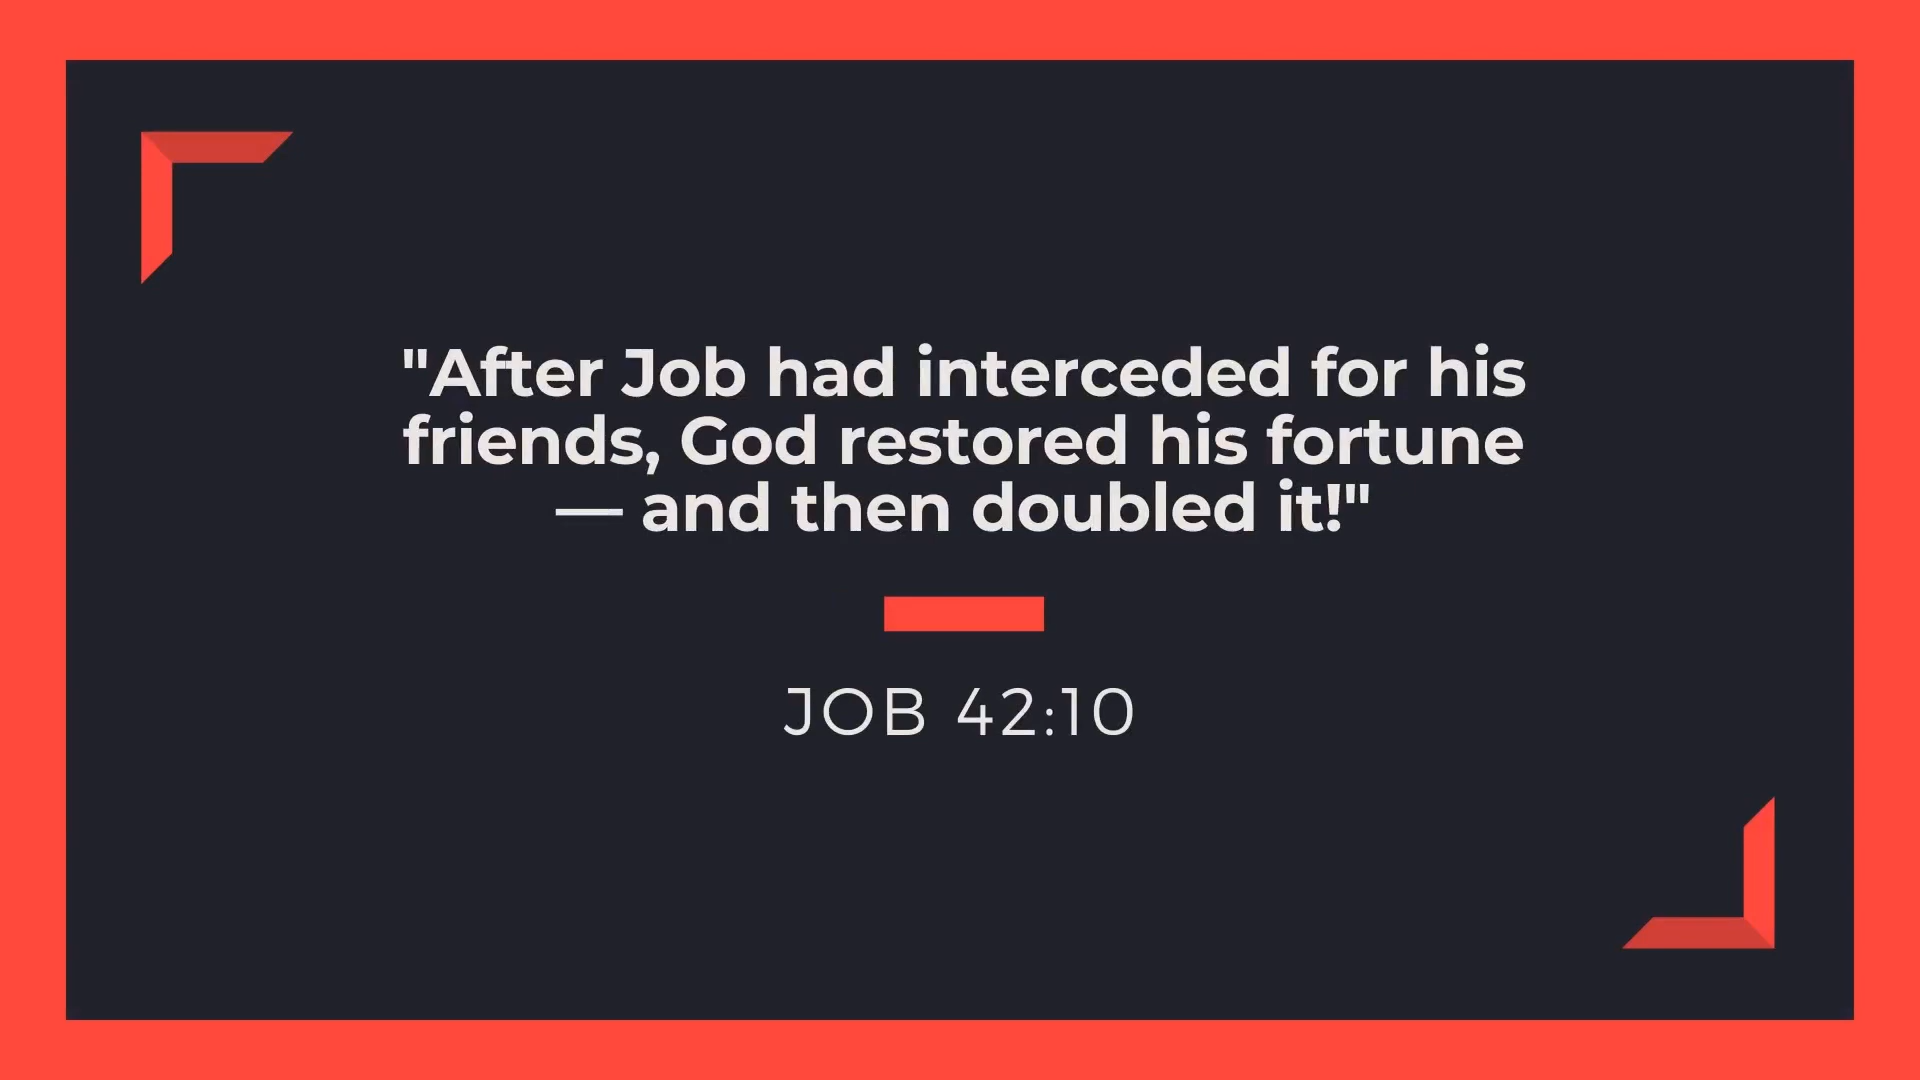 "After Job had interceded for his
friends, God restored his fortune
— and then doubled it!"
JOB 42:10